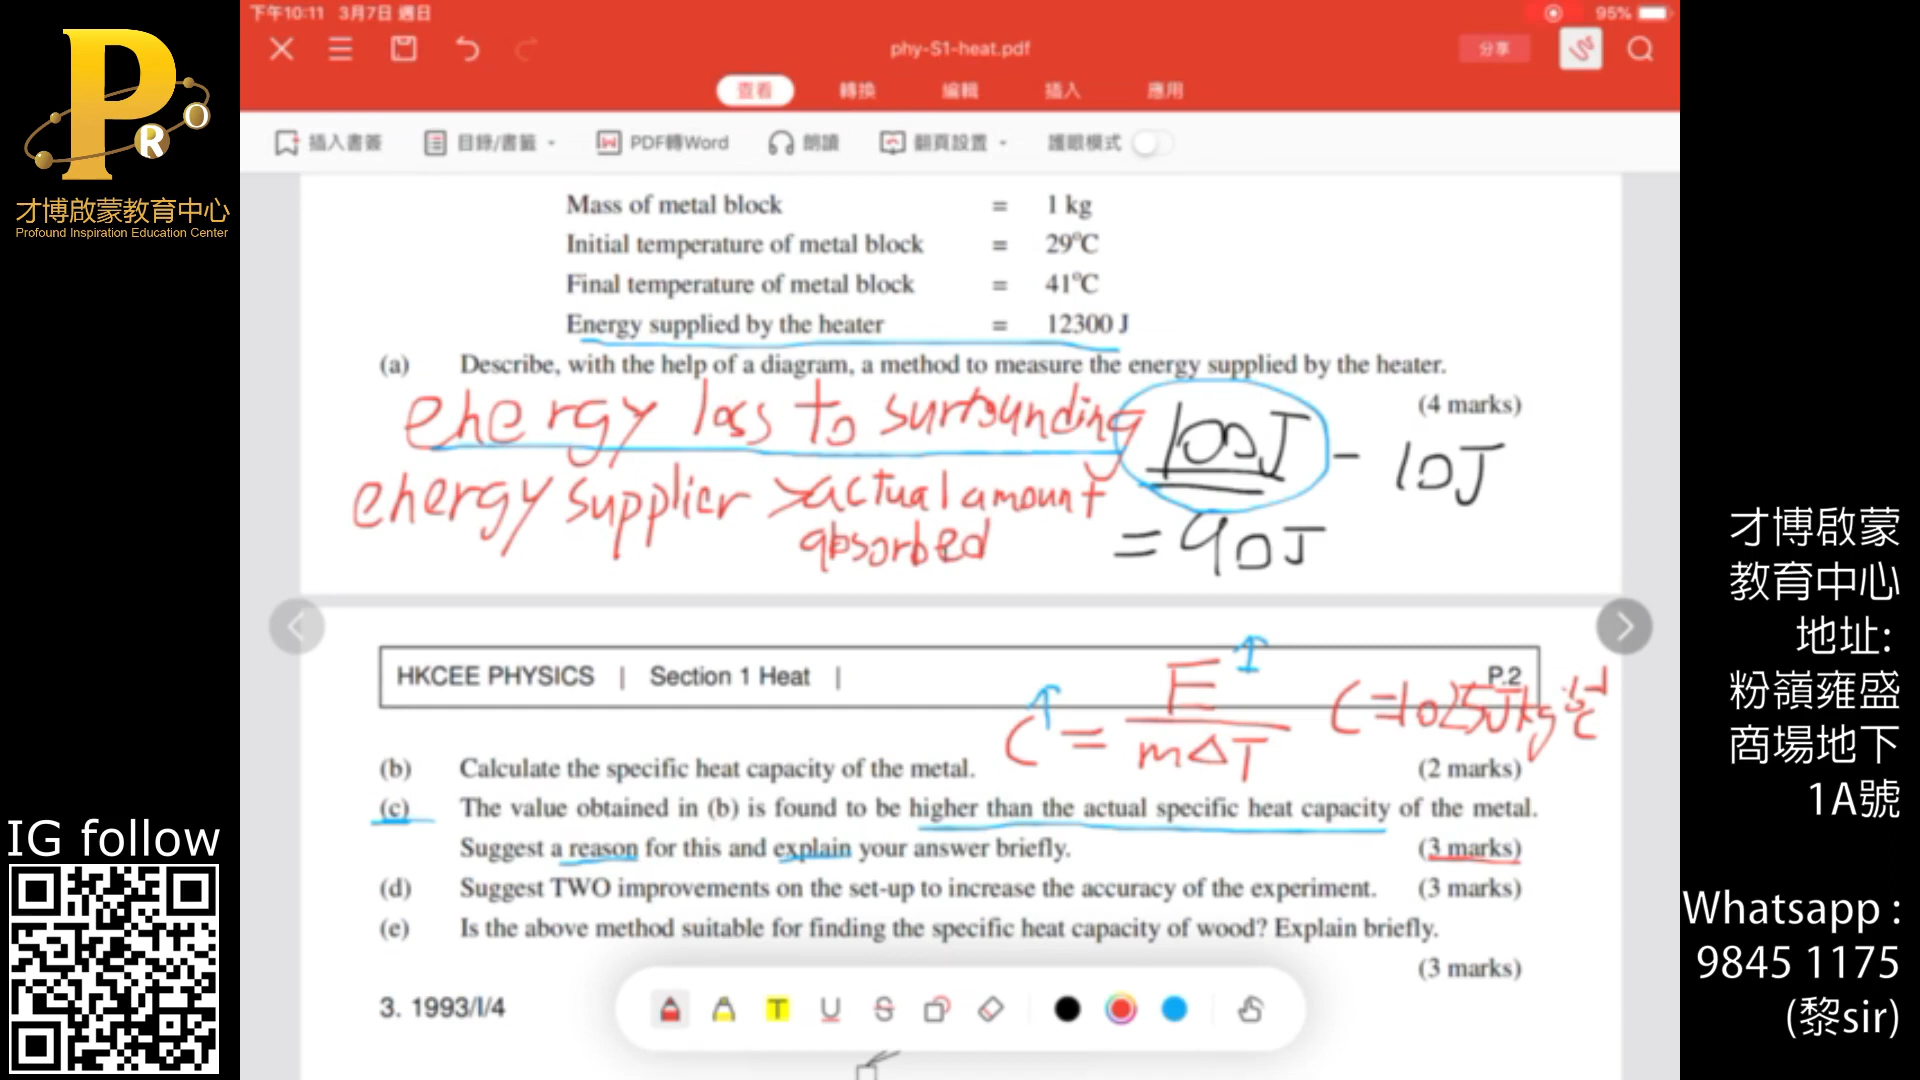 下午10:11 3月7日 週日
95%
phy-S1-heat.pdf
分享
查看 轉換 編輯 插入 應用
插入書簽 目錄/書籤 PDF轉Word 朗讀 翻頁設置 護眼模式
PRO
才博啟蒙教育中心
Profound Inspiration Education Center
Mass of metal block = 1 kg
Initial temperature of metal block = 29°C
Final temperature of metal block = 41°C
Energy supplied by the heater = 12300 J
(a) Describe, with the help of a diagram, a method to measure the energy supplied by the heater.
(4 marks)
energy loss to surrounding
100J - 10J
energy supplier > actual amount
absorbed
= 90J
HKCEE PHYSICS | Section 1 Heat |
P.2
C = E / mΔT
C=1025Jkg⁻¹°C⁻¹
(b) Calculate the specific heat capacity of the metal. (2 marks)
(c) The value obtained in (b) is found to be higher than the actual specific heat capacity of the metal.
Suggest a reason for this and explain your answer briefly. (3 marks)
(d) Suggest TWO improvements on the set-up to increase the accuracy of the experiment. (3 marks)
(e) Is the above method suitable for finding the specific heat capacity of wood? Explain briefly.
(3 marks)
3. 1993/I/4
T U S
IG follow
才博啟蒙
教育中心
地址:
粉嶺雍盛
商場地下
1A號
Whatsapp :
9845 1175
(黎sir)